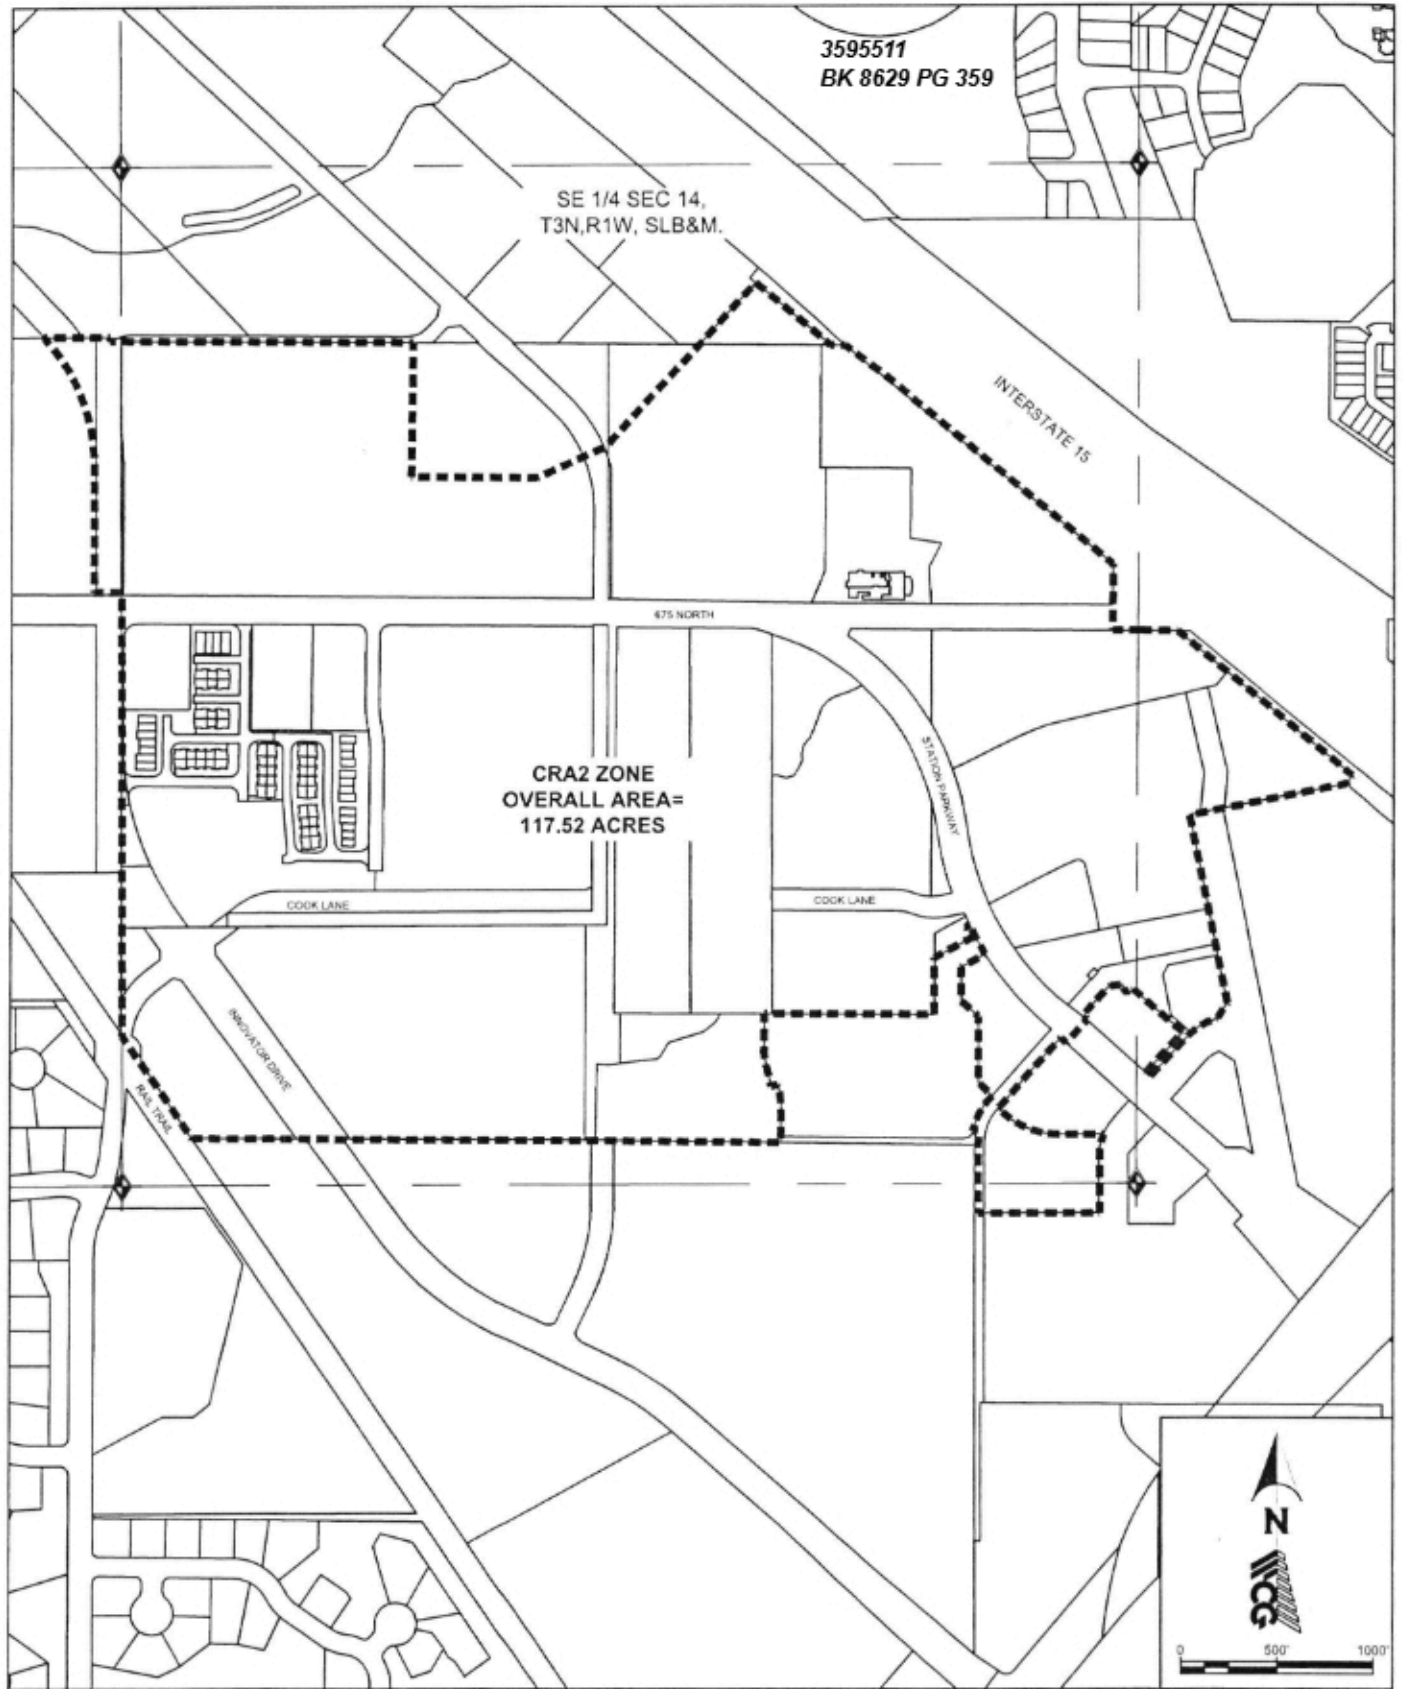 3595511
BK 8629 PG 359
SE 1/4 SEC 14,
T3N,R1W, SLB&M.
INTERSTATE 15
675 NORTH
STATION PARKWAY
CRA2 ZONE
OVERALL AREA=
117.52 ACRES
COOK LANE
COOK LANE
INNOVATOR DRIVE
RAIL TRAIL
N
CG
0 500' 1000'